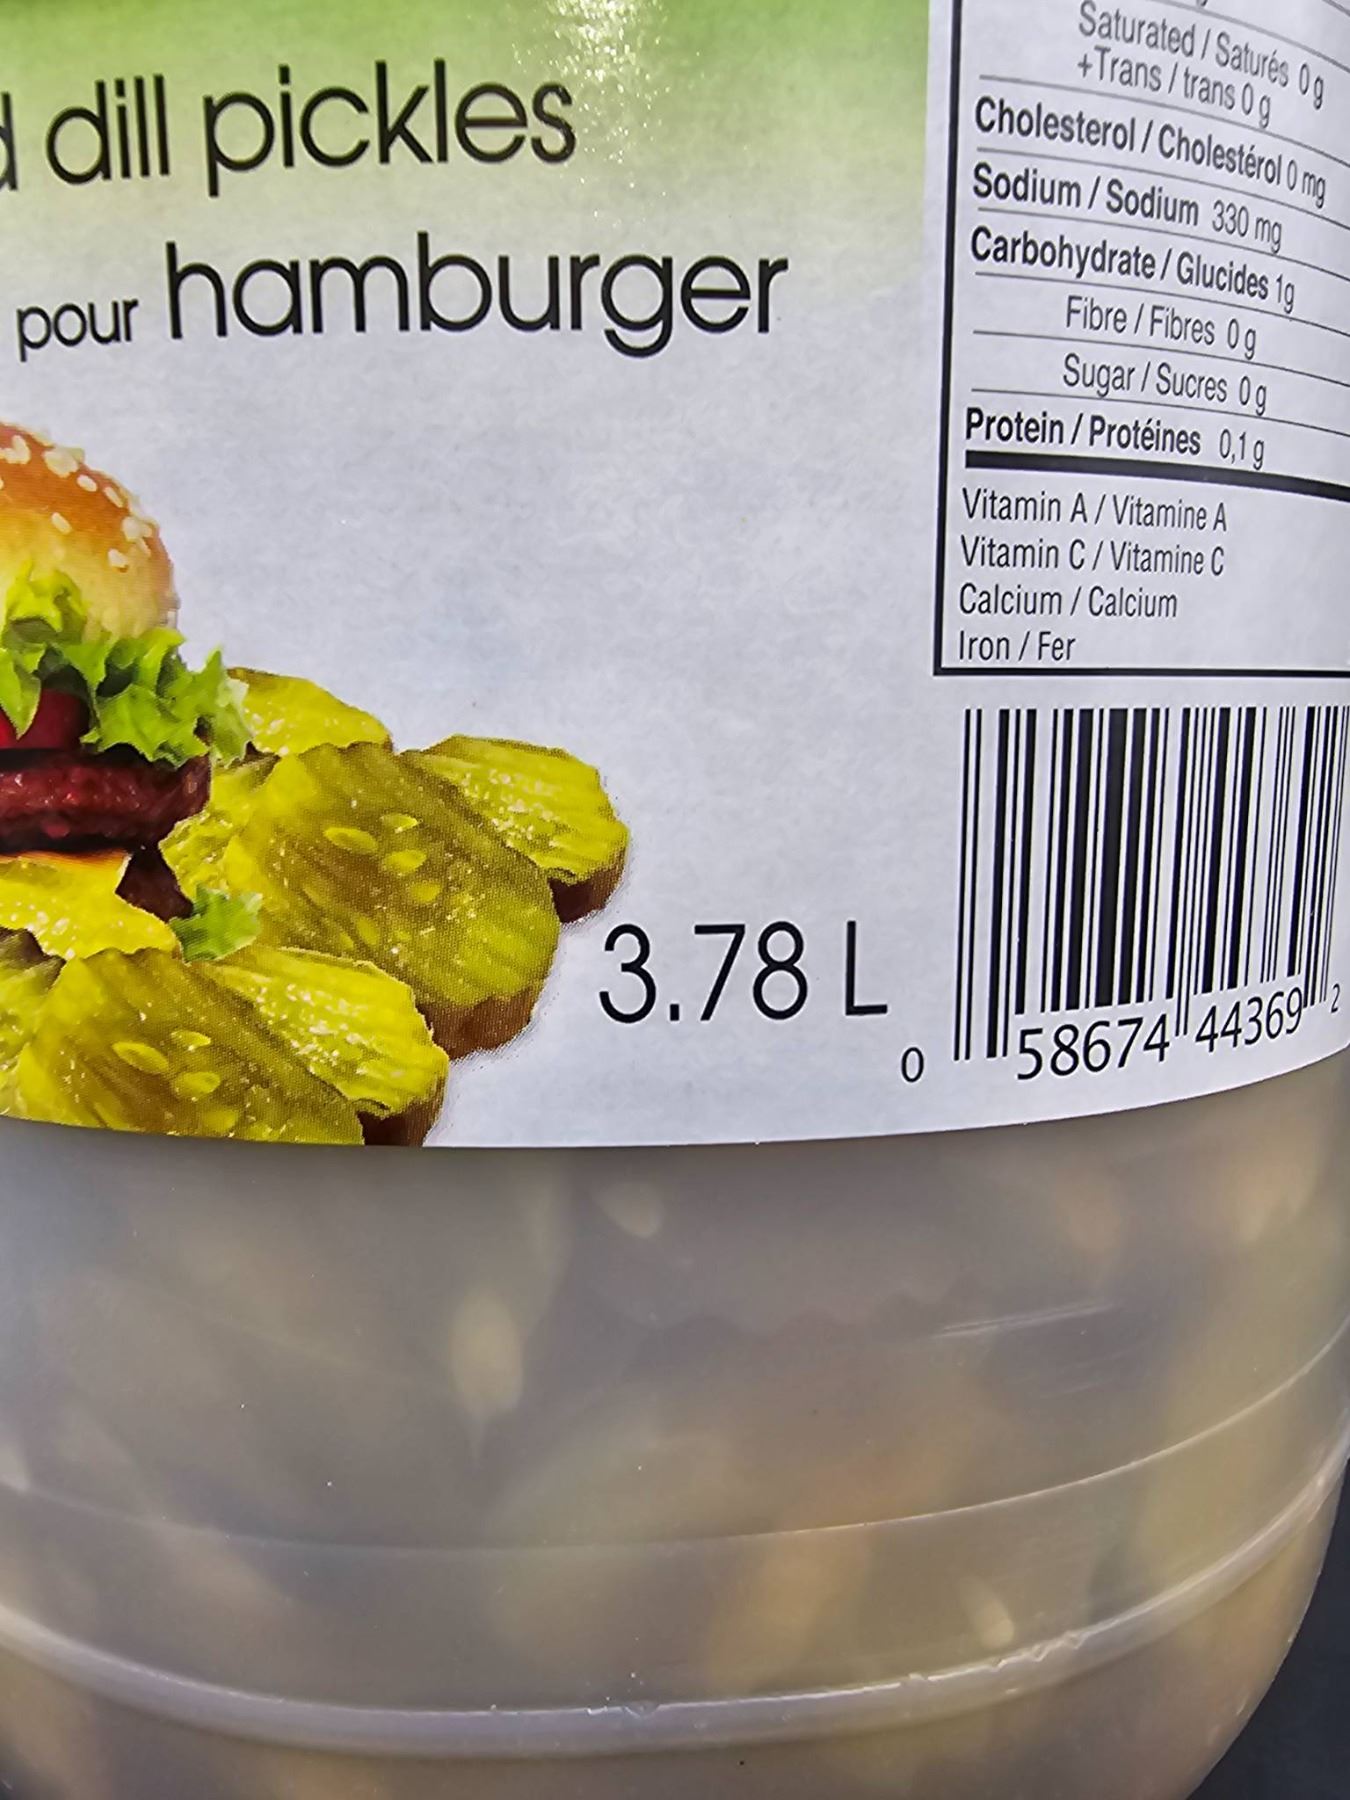 dill pickles
pour hamburger
3.78 L
Saturated / Saturés 0 g
+Trans / trans 0 g
Cholesterol / Cholestérol 0 mg
Sodium / Sodium 330 mg
Carbohydrate / Glucides 1g
Fibre / Fibres 0 g
Sugar / Sucres 0 g
Protein / Protéines 0,1 g
Vitamin A / Vitamine A
Vitamin C / Vitamine C
Calcium / Calcium
Iron / Fer
0 58674 44369 2